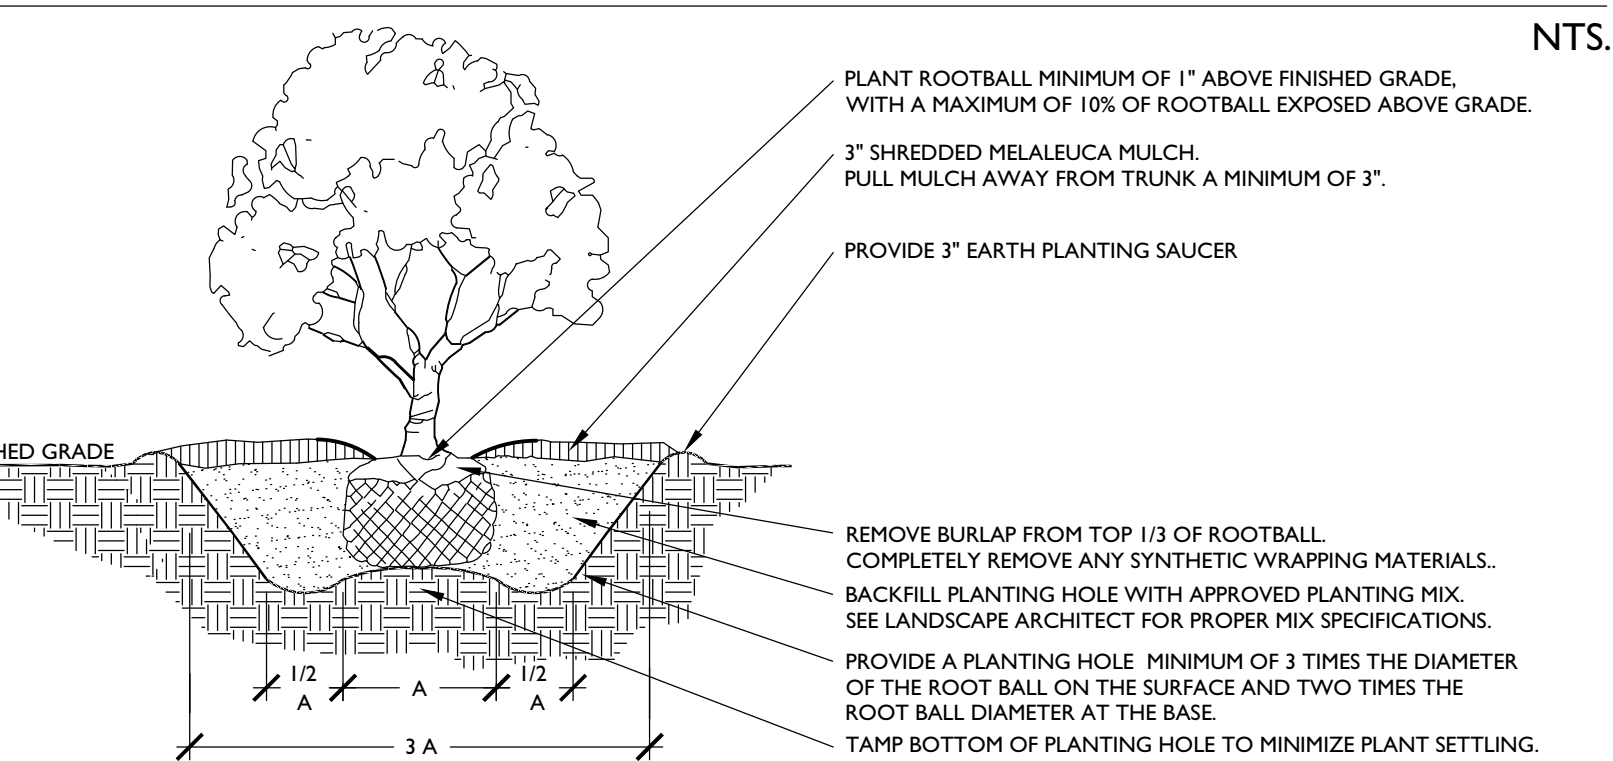 NTS.
PLANT ROOTBALL MINIMUM OF 1" ABOVE FINISHED GRADE,
WITH A MAXIMUM OF 10% OF ROOTBALL EXPOSED ABOVE GRADE.
3" SHREDDED MELALEUCA MULCH.
PULL MULCH AWAY FROM TRUNK A MINIMUM OF 3".
PROVIDE 3" EARTH PLANTING SAUCER
HED GRADE
REMOVE BURLAP FROM TOP 1/3 OF ROOTBALL.
COMPLETELY REMOVE ANY SYNTHETIC WRAPPING MATERIALS..
BACKFILL PLANTING HOLE WITH APPROVED PLANTING MIX.
SEE LANDSCAPE ARCHITECT FOR PROPER MIX SPECIFICATIONS.
PROVIDE A PLANTING HOLE MINIMUM OF 3 TIMES THE DIAMETER
OF THE ROOT BALL ON THE SURFACE AND TWO TIMES THE
ROOT BALL DIAMETER AT THE BASE.
TAMP BOTTOM OF PLANTING HOLE TO MINIMIZE PLANT SETTLING.
1/2
A
A
1/2
A
3 A